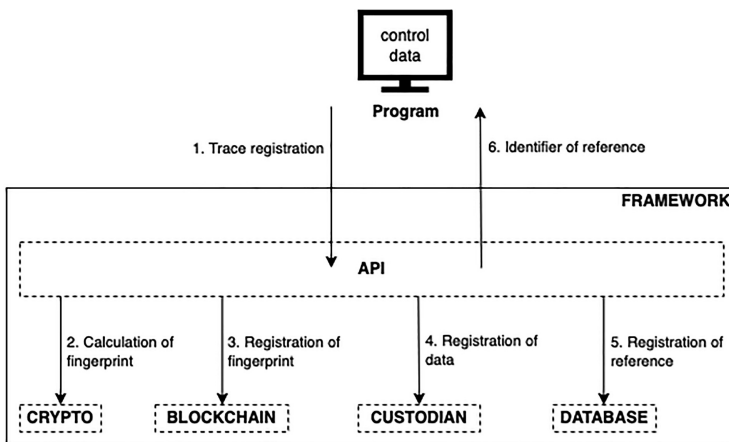 control
data
Program
1. Trace registration
6. Identifier of reference
FRAMEWORK
API
2. Calculation of
fingerprint
3. Registration of
fingerprint
4. Registration of
data
5. Registration of
reference
CRYPTO
BLOCKCHAIN
CUSTODIAN
DATABASE